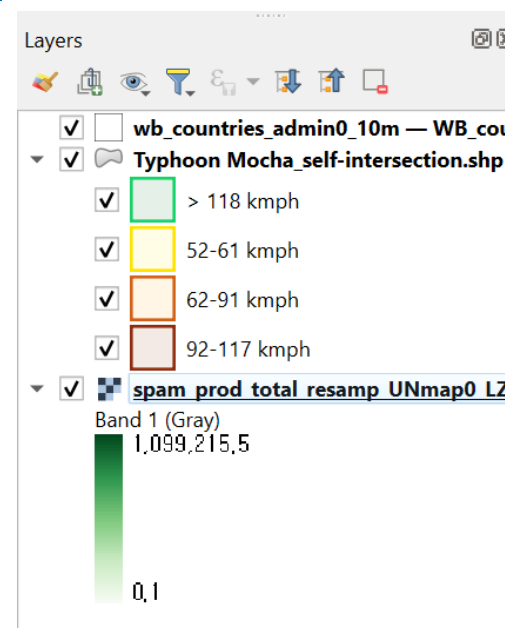 Layers
wb_countries_admin0_10m — WB_cou
Typhoon Mocha_self-intersection.shp
> 118 kmph
52-61 kmph
62-91 kmph
92-117 kmph
spam_prod_total_resamp_UNmap0_LZ
Band 1 (Gray)
1,099,215,5
0,1